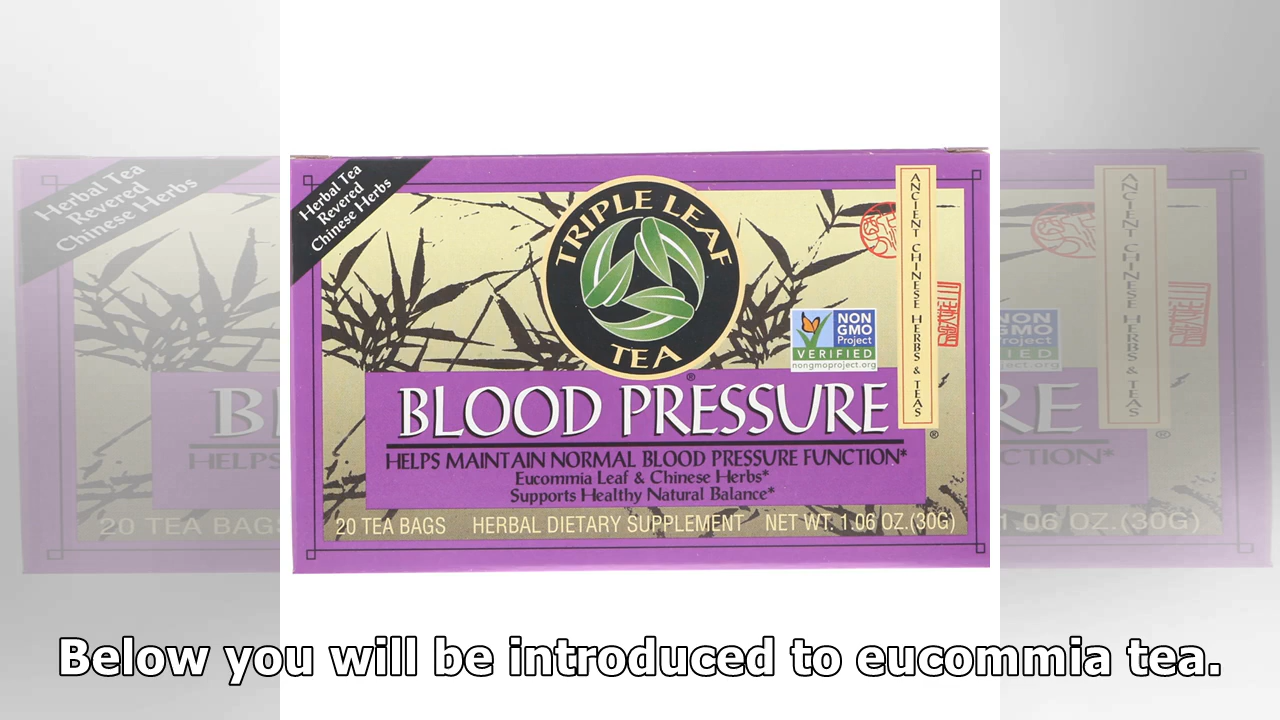 Herbal Tea
Revered
Chinese Herbs
TRIPLE LEAF
TEA
ANCIENT CHINESE HERBS & TEAS
NON
GMO
Project
VERIFIED
nongmoproject.org
BLOOD PRESSURE
HELPS MAINTAIN NORMAL BLOOD PRESSURE FUNCTION*
Eucommia Leaf & Chinese Herbs*
Supports Healthy Natural Balance*
20 TEA BAGS HERBAL DIETARY SUPPLEMENT NET WT. 1.06 OZ.(30G)
Below you will be introduced to eucommia tea.